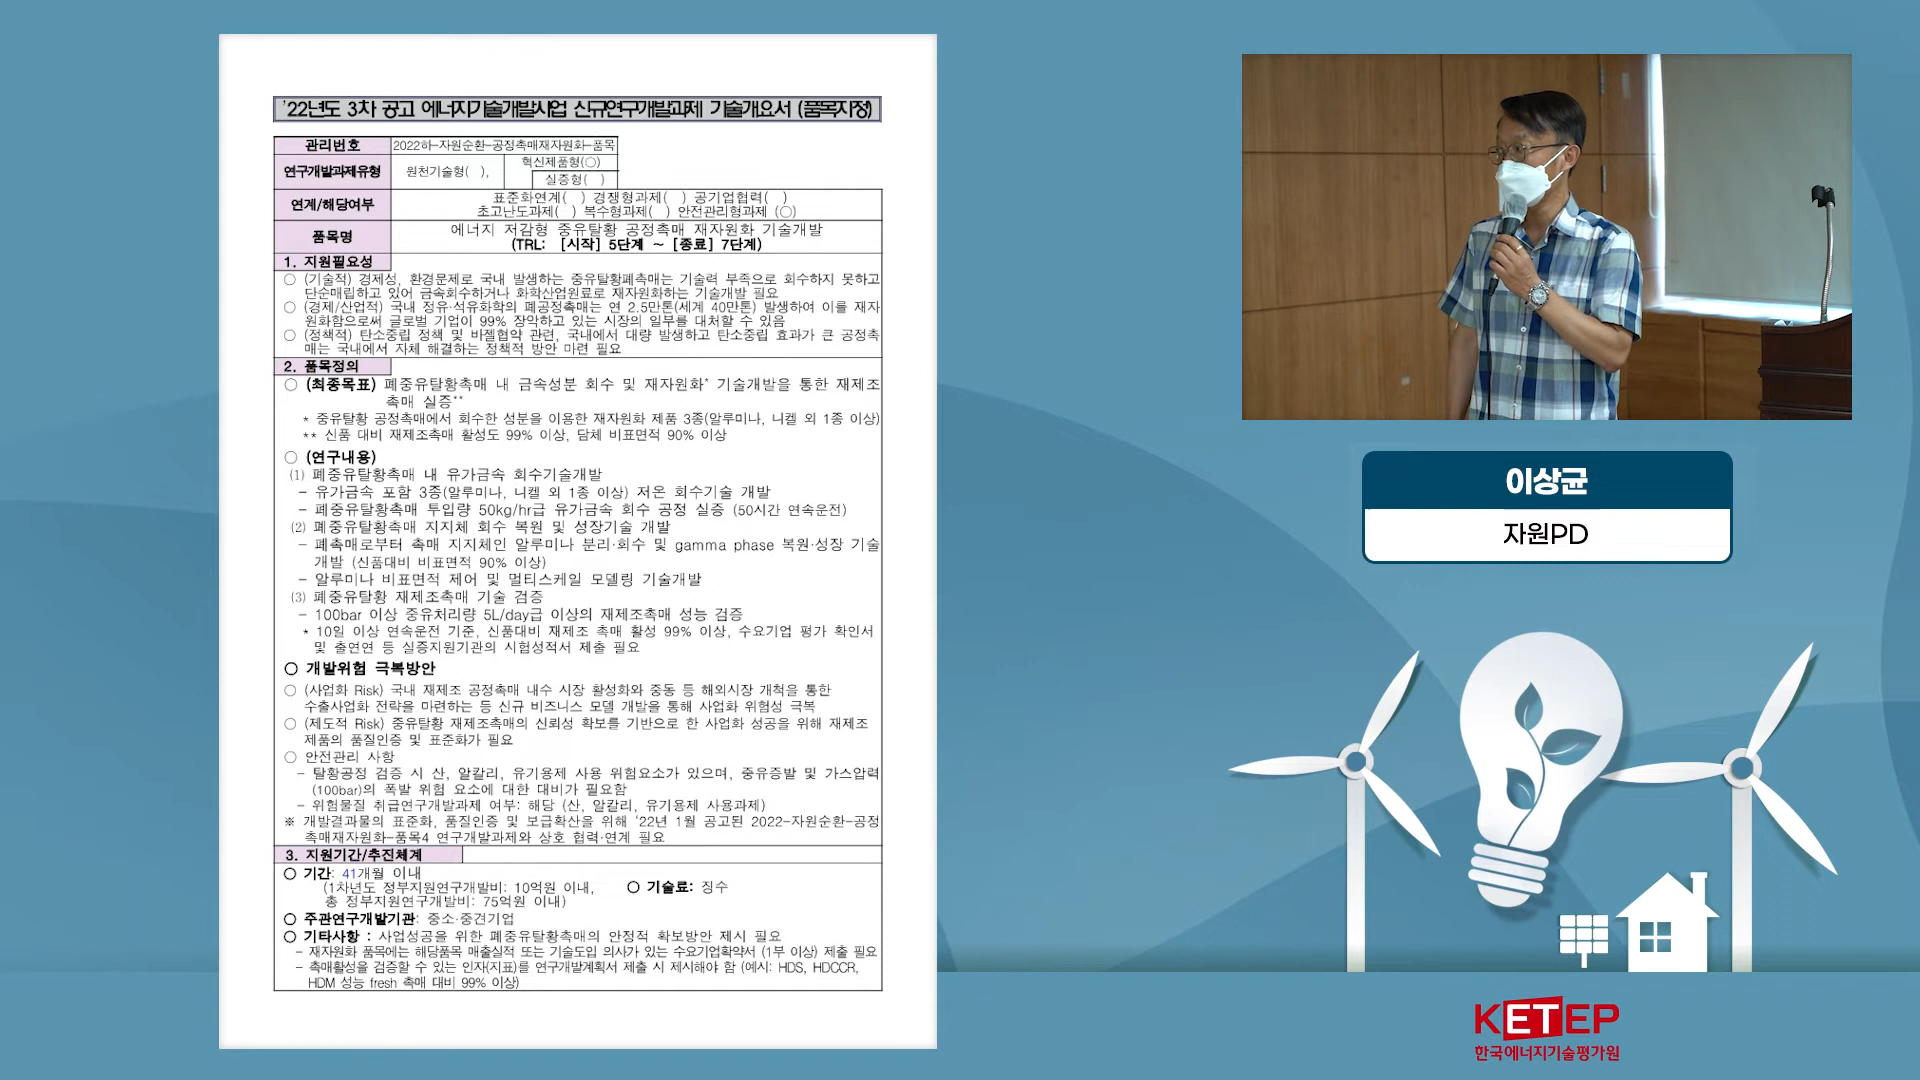 '22년도 3차 공고 에너지기술개발사업 신규연구개발과제 기술개요서 (품목지정)
관리번호 2022하-자원순환-공정촉매재자원화-품목
연구개발과제유형 원천기술형( ), 혁신제품형(○)
실증형( )
연계/해당여부 표준화연계( ) 경쟁형과제( ) 공기업협력( )
초고난도과제( ) 복수형과제( ) 안전관리형과제 (○)
품목명 에너지 저감형 중유탈황 공정촉매 재자원화 기술개발
(TRL: [시작] 5단계 ~ [종료] 7단계)
1. 지원필요성
○ (기술적) 경제성, 환경문제로 국내 발생하는 중유탈황폐촉매는 기술력 부족으로 회수하지 못하고
단순매립하고 있어 금속회수하거나 화학산업원료로 재자원화하는 기술개발 필요
○ (경제/산업적) 국내 정유·석유화학의 폐공정촉매는 연 2.5만톤(세계 40만톤) 발생하여 이를 재자
원화함으로써 글로벌 기업이 99% 장악하고 있는 시장의 일부를 대처할 수 있음
○ (정책적) 탄소중립 정책 및 바젤협약 관련, 국내에서 대량 발생하고 탄소중립 효과가 큰 공정촉
매는 국내에서 자체 해결하는 정책적 방안 마련 필요
2. 품목정의
○ (최종목표) 폐중유탈황촉매 내 금속성분 회수 및 재자원화* 기술개발을 통한 재제조
촉매 실증**
* 중유탈황 공정촉매에서 회수한 성분을 이용한 재자원화 제품 3종(알루미나, 니켈 외 1종 이상)
** 신품 대비 재제조촉매 활성도 99% 이상, 담체 비표면적 90% 이상
○ (연구내용)
⑴ 폐중유탈황촉매 내 유가금속 회수기술개발
- 유가금속 포함 3종(알루미나, 니켈 외 1종 이상) 저온 회수기술 개발
- 폐중유탈황촉매 투입량 50kg/hr급 유가금속 회수 공정 실증 (50시간 연속운전)
⑵ 폐중유탈황촉매 지지체 회수 복원 및 성장기술 개발
- 폐촉매로부터 촉매 지지체인 알루미나 분리·회수 및 gamma phase 복원·성장 기술
개발 (신품대비 비표면적 90% 이상)
- 알루미나 비표면적 제어 및 멀티스케일 모델링 기술개발
⑶ 폐중유탈황 재제조촉매 기술 검증
- 100bar 이상 중유처리량 5L/day급 이상의 재제조촉매 성능 검증
* 10일 이상 연속운전 기준, 신품대비 재제조 촉매 활성 99% 이상, 수요기업 평가 확인서
및 출연연 등 실증지원기관의 시험성적서 제출 필요
○ 개발위험 극복방안
○ (사업화 Risk) 국내 재제조 공정촉매 내수 시장 활성화와 중동 등 해외시장 개척을 통한
수출사업화 전략을 마련하는 등 신규 비즈니스 모델 개발을 통해 사업화 위험성 극복
○ (제도적 Risk) 중유탈황 재제조촉매의 신뢰성 확보를 기반으로 한 사업화 성공을 위해 재제조
제품의 품질인증 및 표준화가 필요
○ 안전관리 사항
- 탈황공정 검증 시 산, 알칼리, 유기용제 사용 위험요소가 있으며, 중유증발 및 가스압력
(100bar)의 폭발 위험 요소에 대한 대비가 필요함
- 위험물질 취급연구개발과제 여부: 해당 (산, 알칼리, 유기용제 사용과제)
※ 개발결과물의 표준화, 품질인증 및 보급확산을 위해 '22년 1월 공고된 2022-자원순환-공정
촉매재자원화-품목4 연구개발과제와 상호 협력·연계 필요
3. 지원기간/추진체계
○ 기간: 41개월 이내
(1차년도 정부지원연구개발비: 10억원 이내, ○ 기술료: 징수
총 정부지원연구개발비: 75억원 이내)
○ 주관연구개발기관: 중소·중견기업
○ 기타사항 : 사업성공을 위한 폐중유탈황촉매의 안정적 확보방안 제시 필요
- 재자원화 품목에는 해당품목 매출실적 또는 기술도입 의사가 있는 수요기업확약서 (1부 이상) 제출 필요
- 촉매활성을 검증할 수 있는 인자(지표)를 연구개발계획서 제출 시 제시해야 함 (예시: HDS, HDCCR,
HDM 성능 fresh 촉매 대비 99% 이상)
이상균
자원PD
KETEP
한국에너지기술평가원